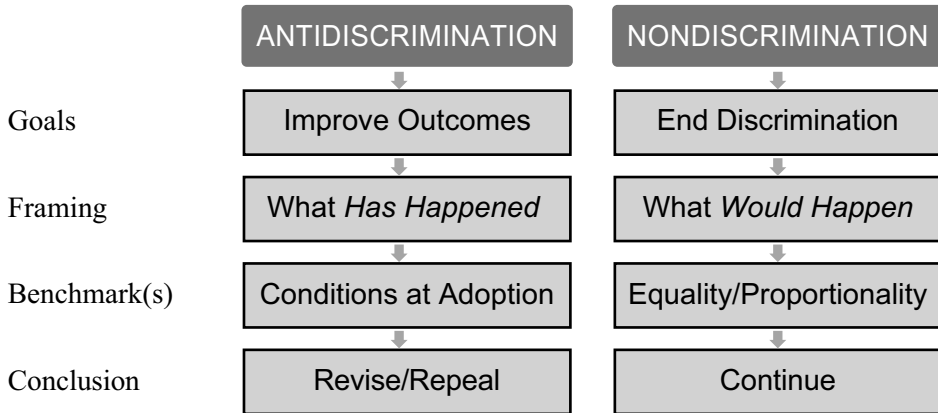 ANTIDISCRIMINATION NONDISCRIMINATION
Goals Improve Outcomes End Discrimination
Framing What Has Happened What Would Happen
Benchmark(s) Conditions at Adoption Equality/Proportionality
Conclusion Revise/Repeal Continue